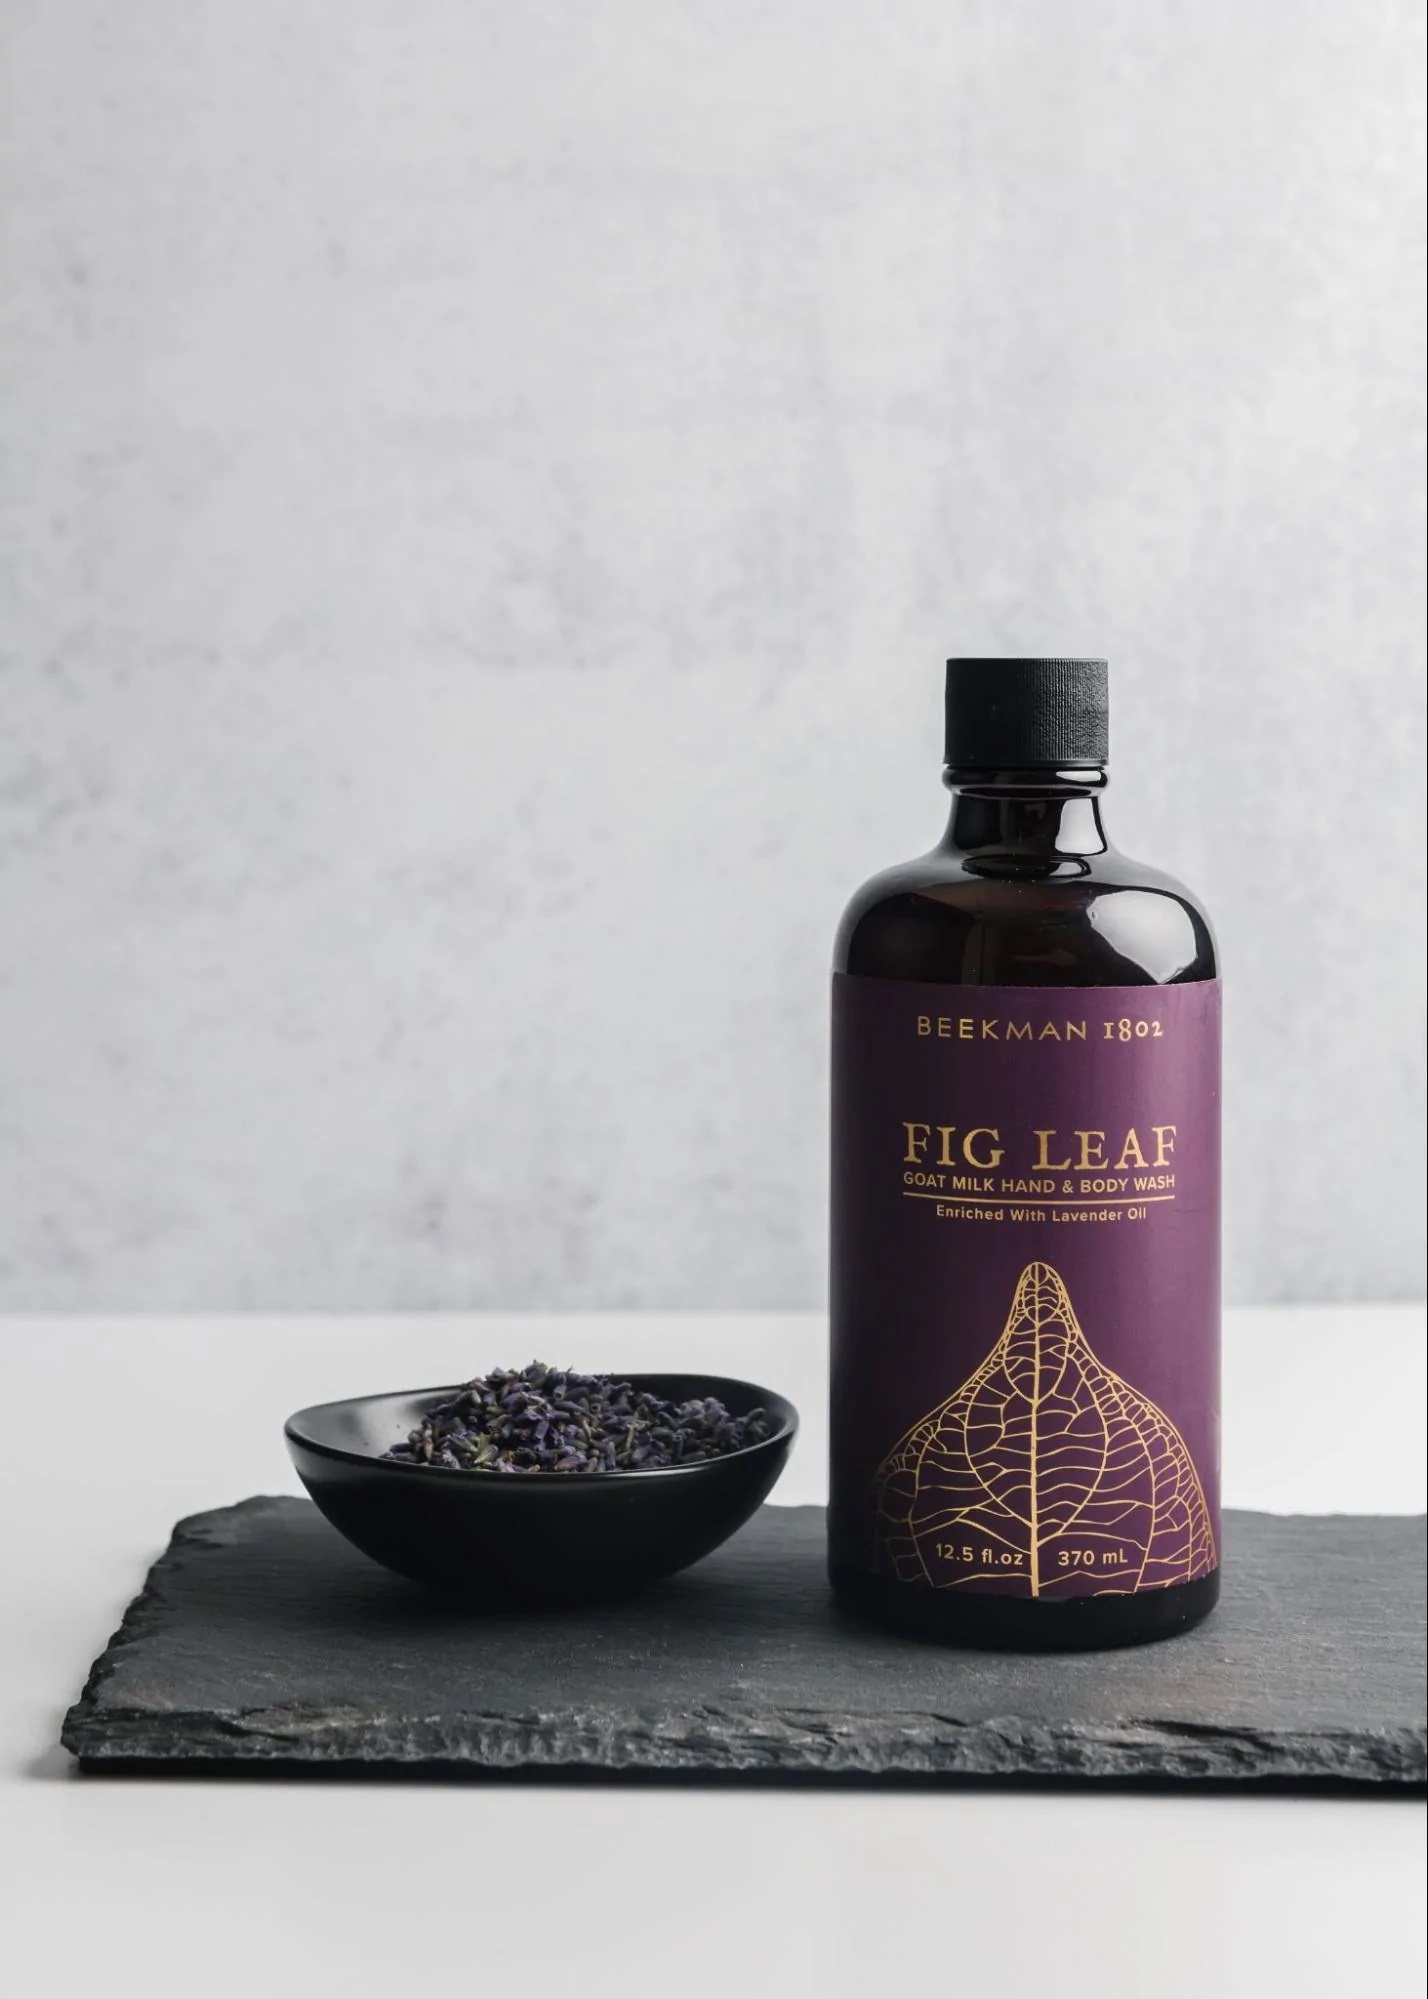 BEEKMAN 1802
FIG LEAF
GOAT MILK HAND & BODY WASH
Enriched With Lavender Oil
12.5 fl.oz 370 mL